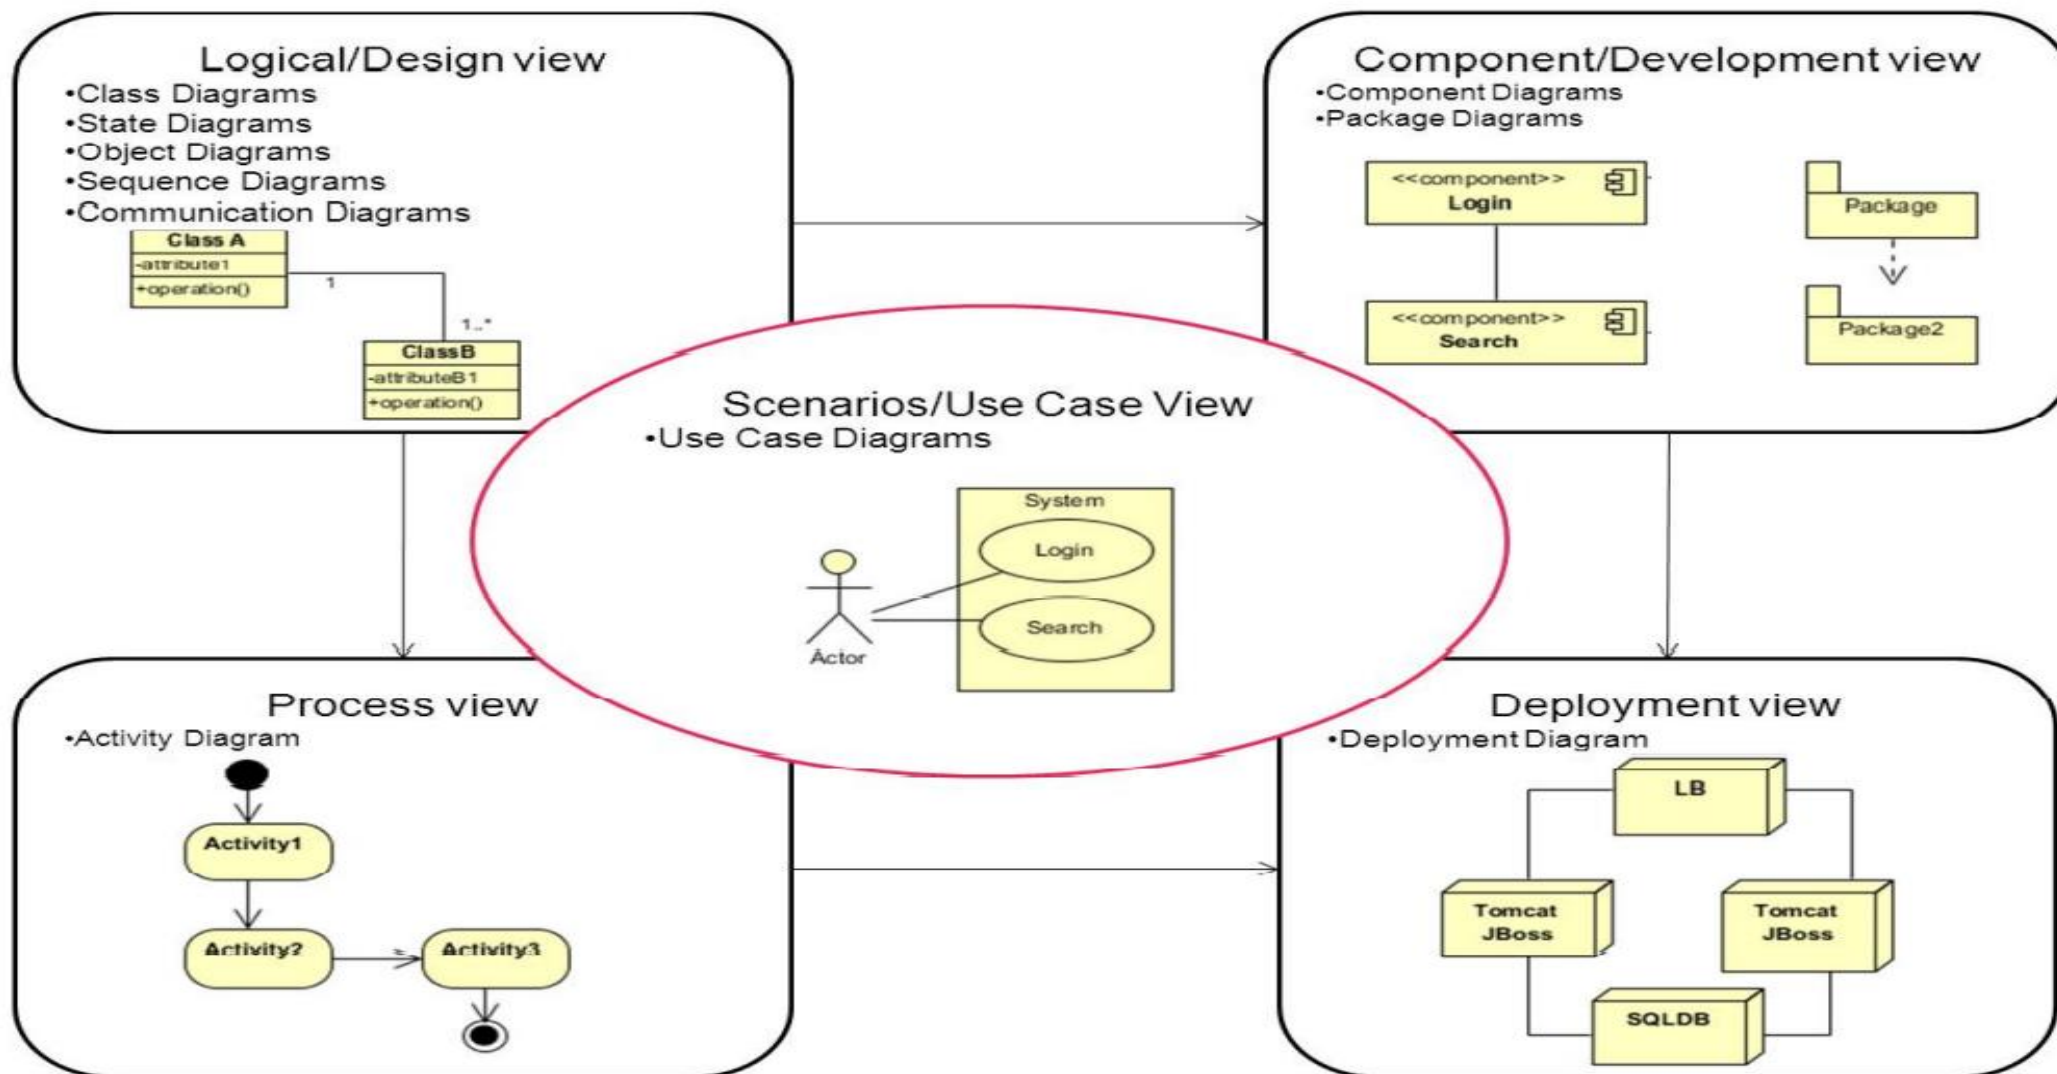 Logical/Design view
•Class Diagrams
•State Diagrams
•Object Diagrams
•Sequence Diagrams
•Communication Diagrams
Class A
-attribute1
+operation()
1
1..*
ClassB
-attributeB1
+operation()
Component/Development view
•Component Diagrams
•Package Diagrams
<<component>>
Login
<<component>>
Search
Package
Package2
Scenarios/Use Case View
•Use Case Diagrams
System
Login
Search
Actor
Process view
•Activity Diagram
Activity1
Activity2
Activity3
Deployment view
•Deployment Diagram
LB
Tomcat
JBoss
Tomcat
JBoss
SQLDB